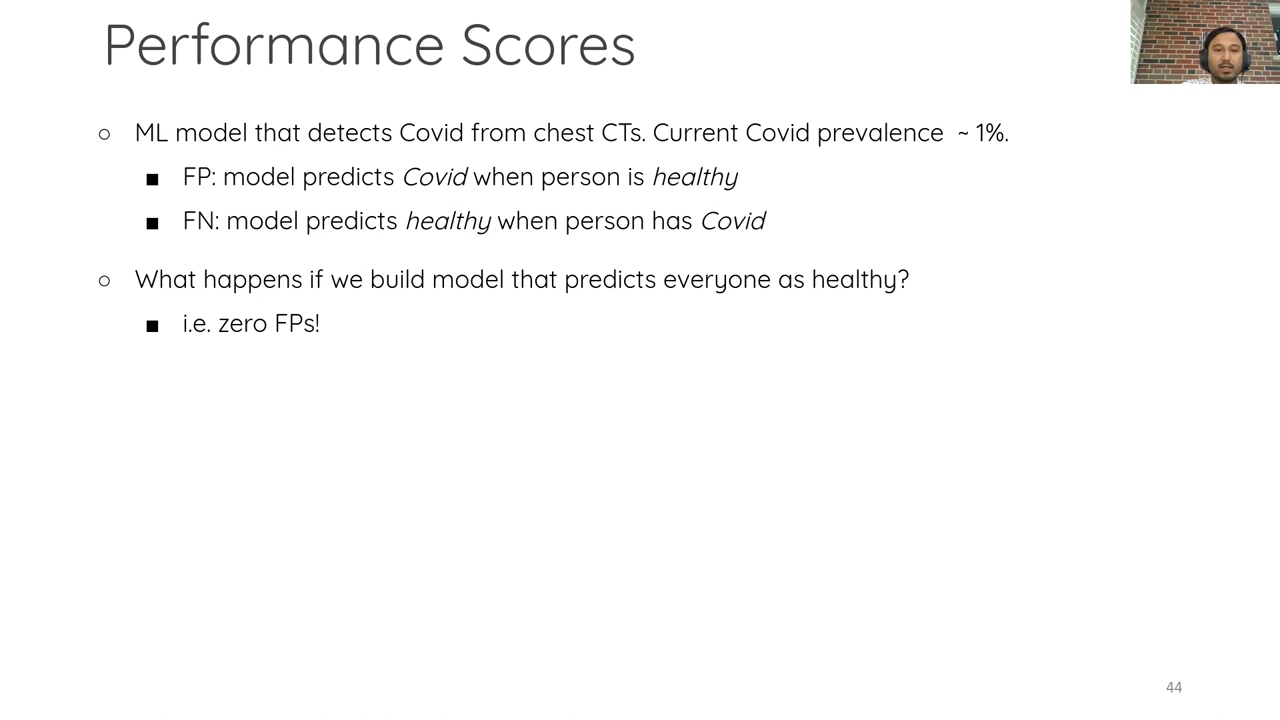 Performance Scores
○ ML model that detects Covid from chest CTs. Current Covid prevalence ~ 1%.
■ FP: model predicts Covid when person is healthy
■ FN: model predicts healthy when person has Covid
○ What happens if we build model that predicts everyone as healthy?
■ i.e. zero FPs!
44